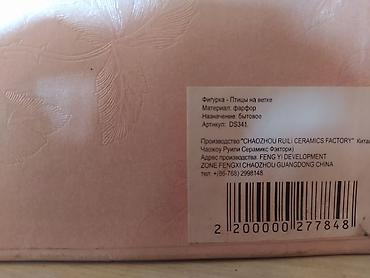 Фигурка - Птицы на ветке
Материал: фарфор
Назначение: бытовое
Артикул: DS341
Производство "CHAOZHOU RUILI CERAMICS FACTORY" Китай
Чаожоу Руили Серамикс Фэктори)
Адрес производства: FENG YI DEVELOPMENT
ZONE FENGXI CHAOZHOU GUANGDONG CHINA
тел: +(86-768) 2998148
2 200000 277848